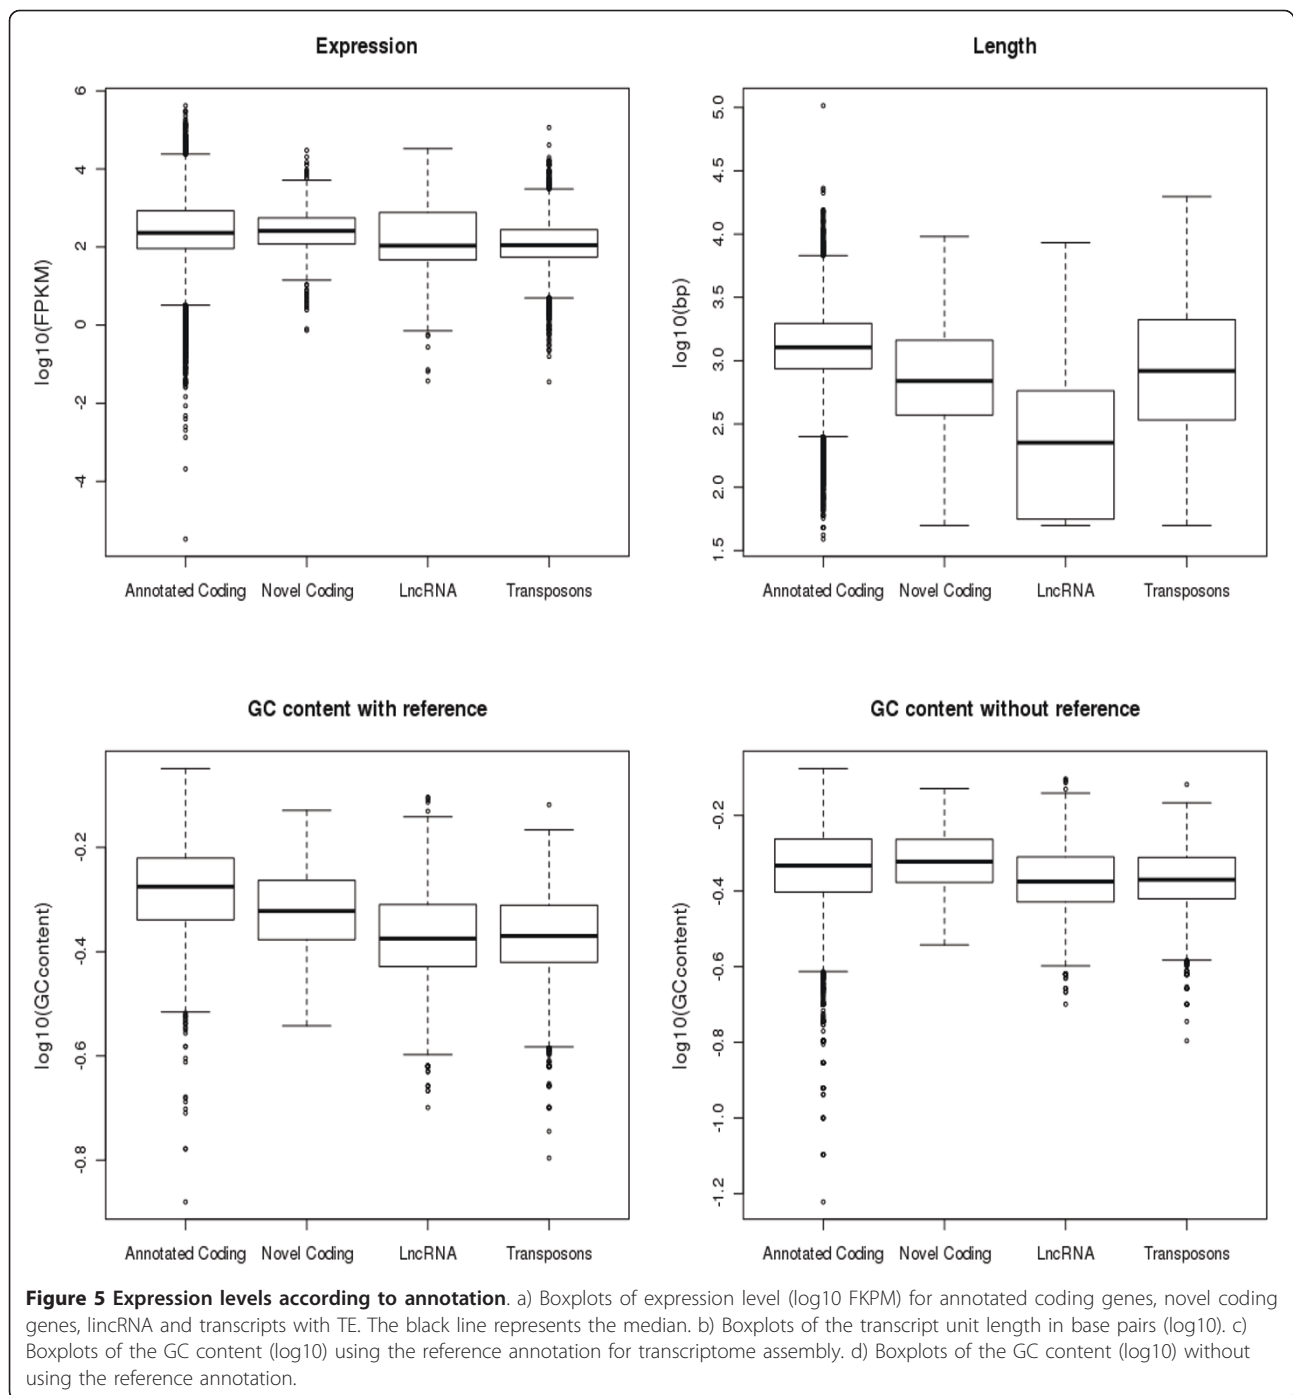 Expression
6
4
2
0
-2
-4
log10(FPKM)
Annotated Coding Novel Coding LncRNA Transposons
Length
5.0
4.5
4.0
3.5
3.0
2.5
2.0
1.5
log10(bp)
Annotated Coding Novel Coding LncRNA Transposons
GC content with reference
-0.2
-0.4
-0.6
-0.8
log10(GCcontent)
Annotated Coding Novel Coding LncRNA Transposons
GC content without reference
-0.2
-0.4
-0.6
-0.8
-1.0
-1.2
log10(GCcontent)
Annotated Coding Novel Coding LncRNA Transposons
Figure 5 Expression levels according to annotation. a) Boxplots of expression level (log10 FKPM) for annotated coding genes, novel coding
genes, lincRNA and transcripts with TE. The black line represents the median. b) Boxplots of the transcript unit length in base pairs (log10). c)
Boxplots of the GC content (log10) using the reference annotation for transcriptome assembly. d) Boxplots of the GC content (log10) without
using the reference annotation.